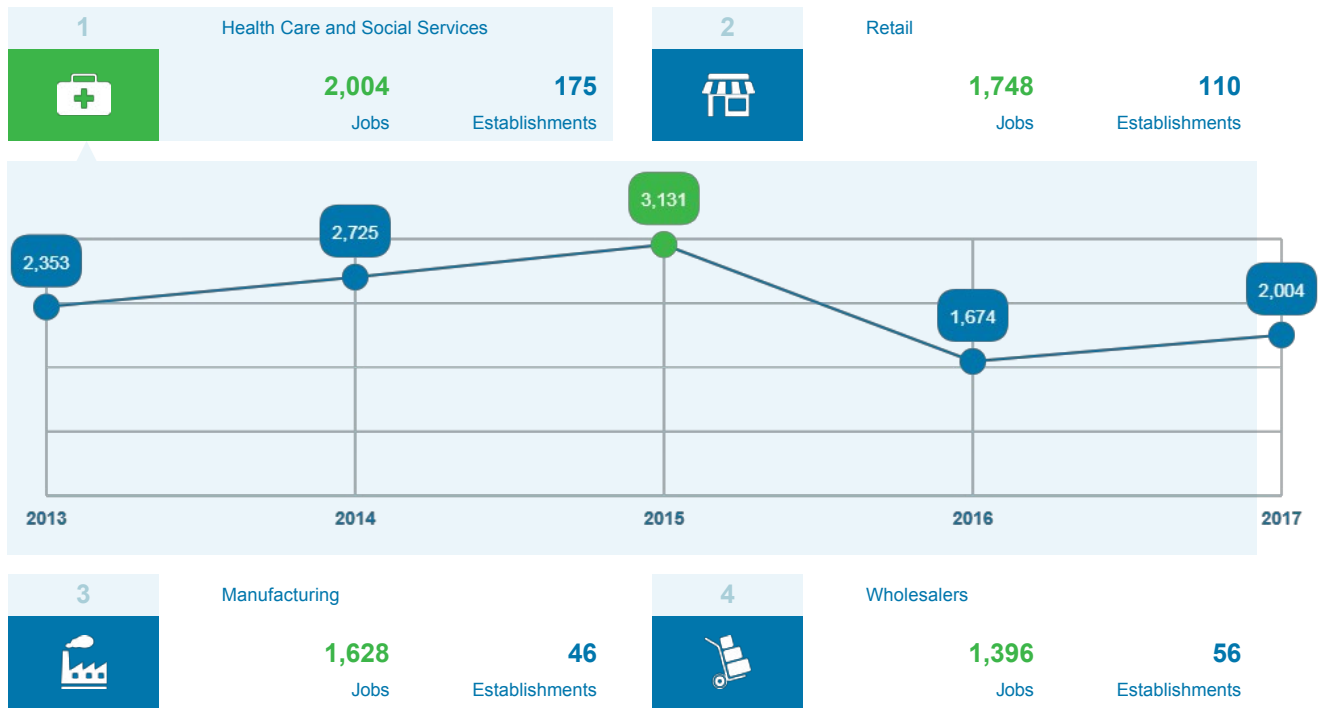 1
Health Care and Social Services
2,004
175
Jobs
Establishments
2
Retail
1,748
110
Jobs
Establishments
2,353
2,725
3,131
1,674
2,004
2013
2014
2015
2016
2017
3
Manufacturing
1,628
46
Jobs
Establishments
4
Wholesalers
1,396
56
Jobs
Establishments